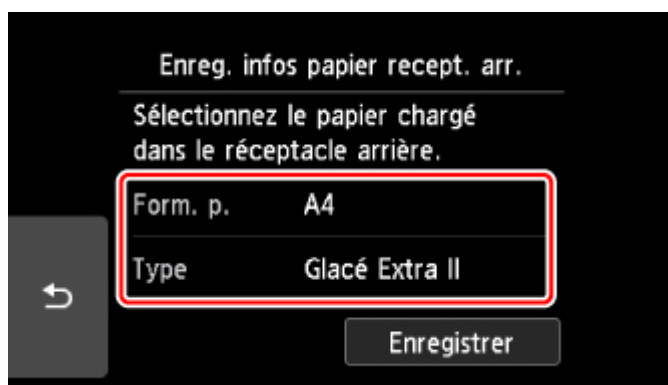 Enreg. infos papier recept. arr.
Sélectionnez le papier chargé
dans le réceptacle arrière.
Form. p. A4
Type Glacé Extra II
Enregistrer